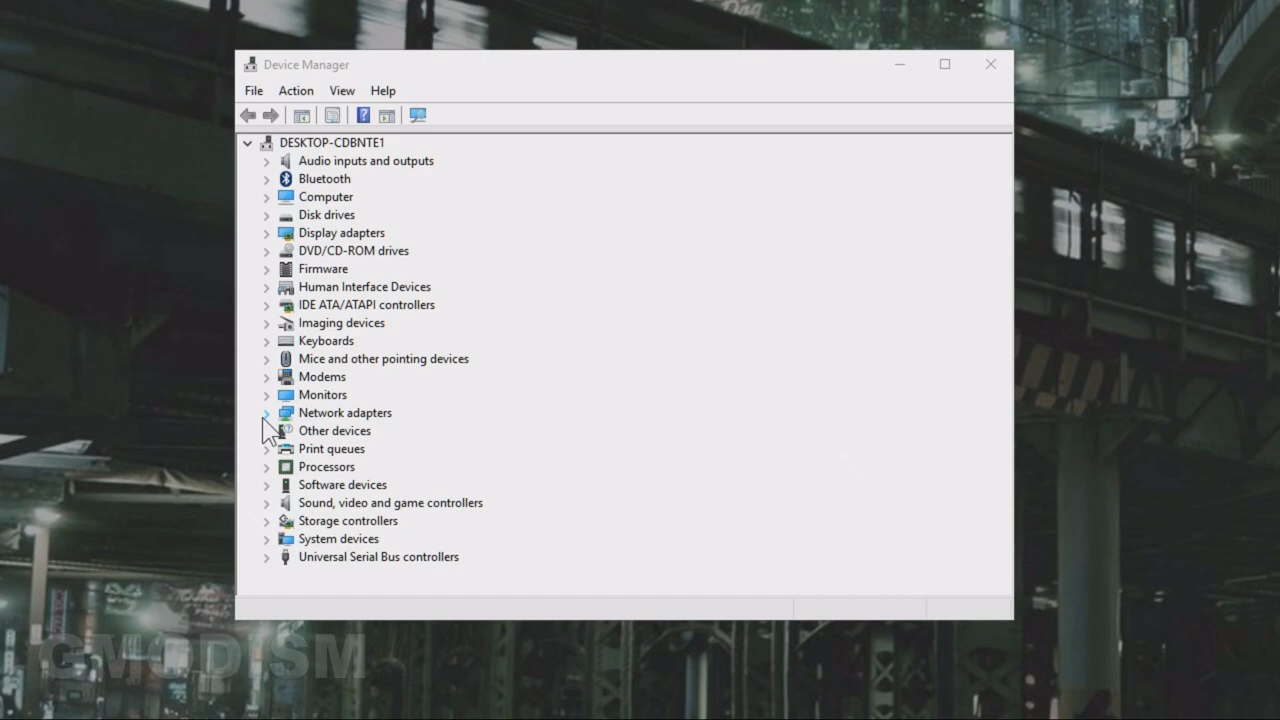 Device Manager
File Action View Help
DESKTOP-CDBNTE1
Audio inputs and outputs
Bluetooth
Computer
Disk drives
Display adapters
DVD/CD-ROM drives
Firmware
Human Interface Devices
IDE ATA/ATAPI controllers
Imaging devices
Keyboards
Mice and other pointing devices
Modems
Monitors
Network adapters
Other devices
Print queues
Processors
Software devices
Sound, video and game controllers
Storage controllers
System devices
Universal Serial Bus controllers
GMODISM